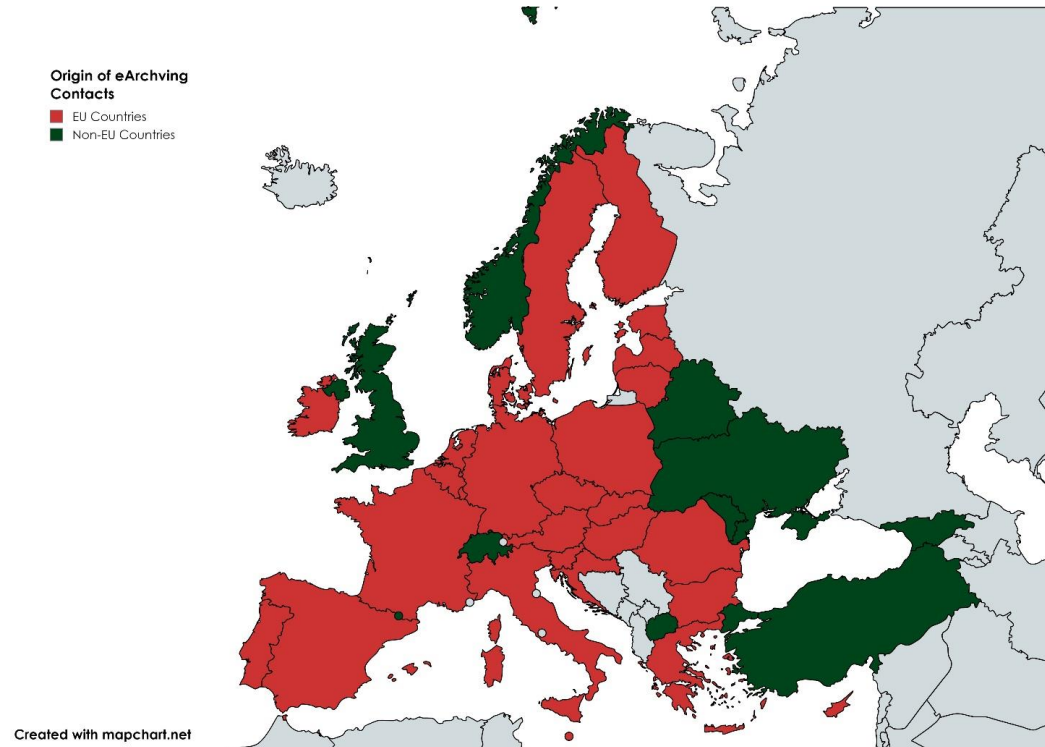 Origin of eArchving
Contacts
EU Countries
Non-EU Countries
Created with mapchart.net